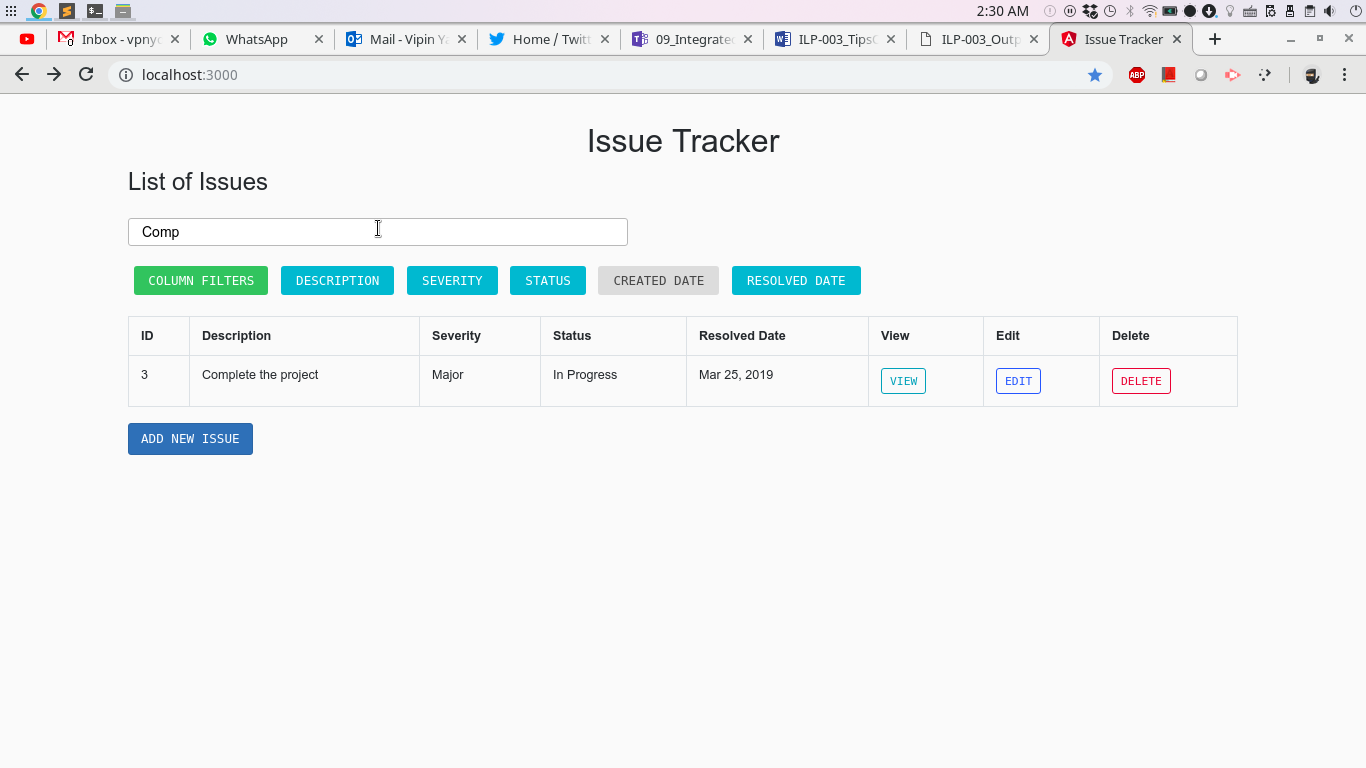 2:30 AM
Inbox - vpnyc
WhatsApp
Mail - Vipin Ya
Home / Twitt
09_Integrated
ILP-003_TipsG
ILP-003_Outp
Issue Tracker
localhost:3000
ABP
Issue Tracker
List of Issues
Comp
COLUMN FILTERS DESCRIPTION SEVERITY STATUS CREATED DATE RESOLVED DATE
ID Description Severity Status Resolved Date View Edit Delete
3 Complete the project Major In Progress Mar 25, 2019 VIEW EDIT DELETE
ADD NEW ISSUE